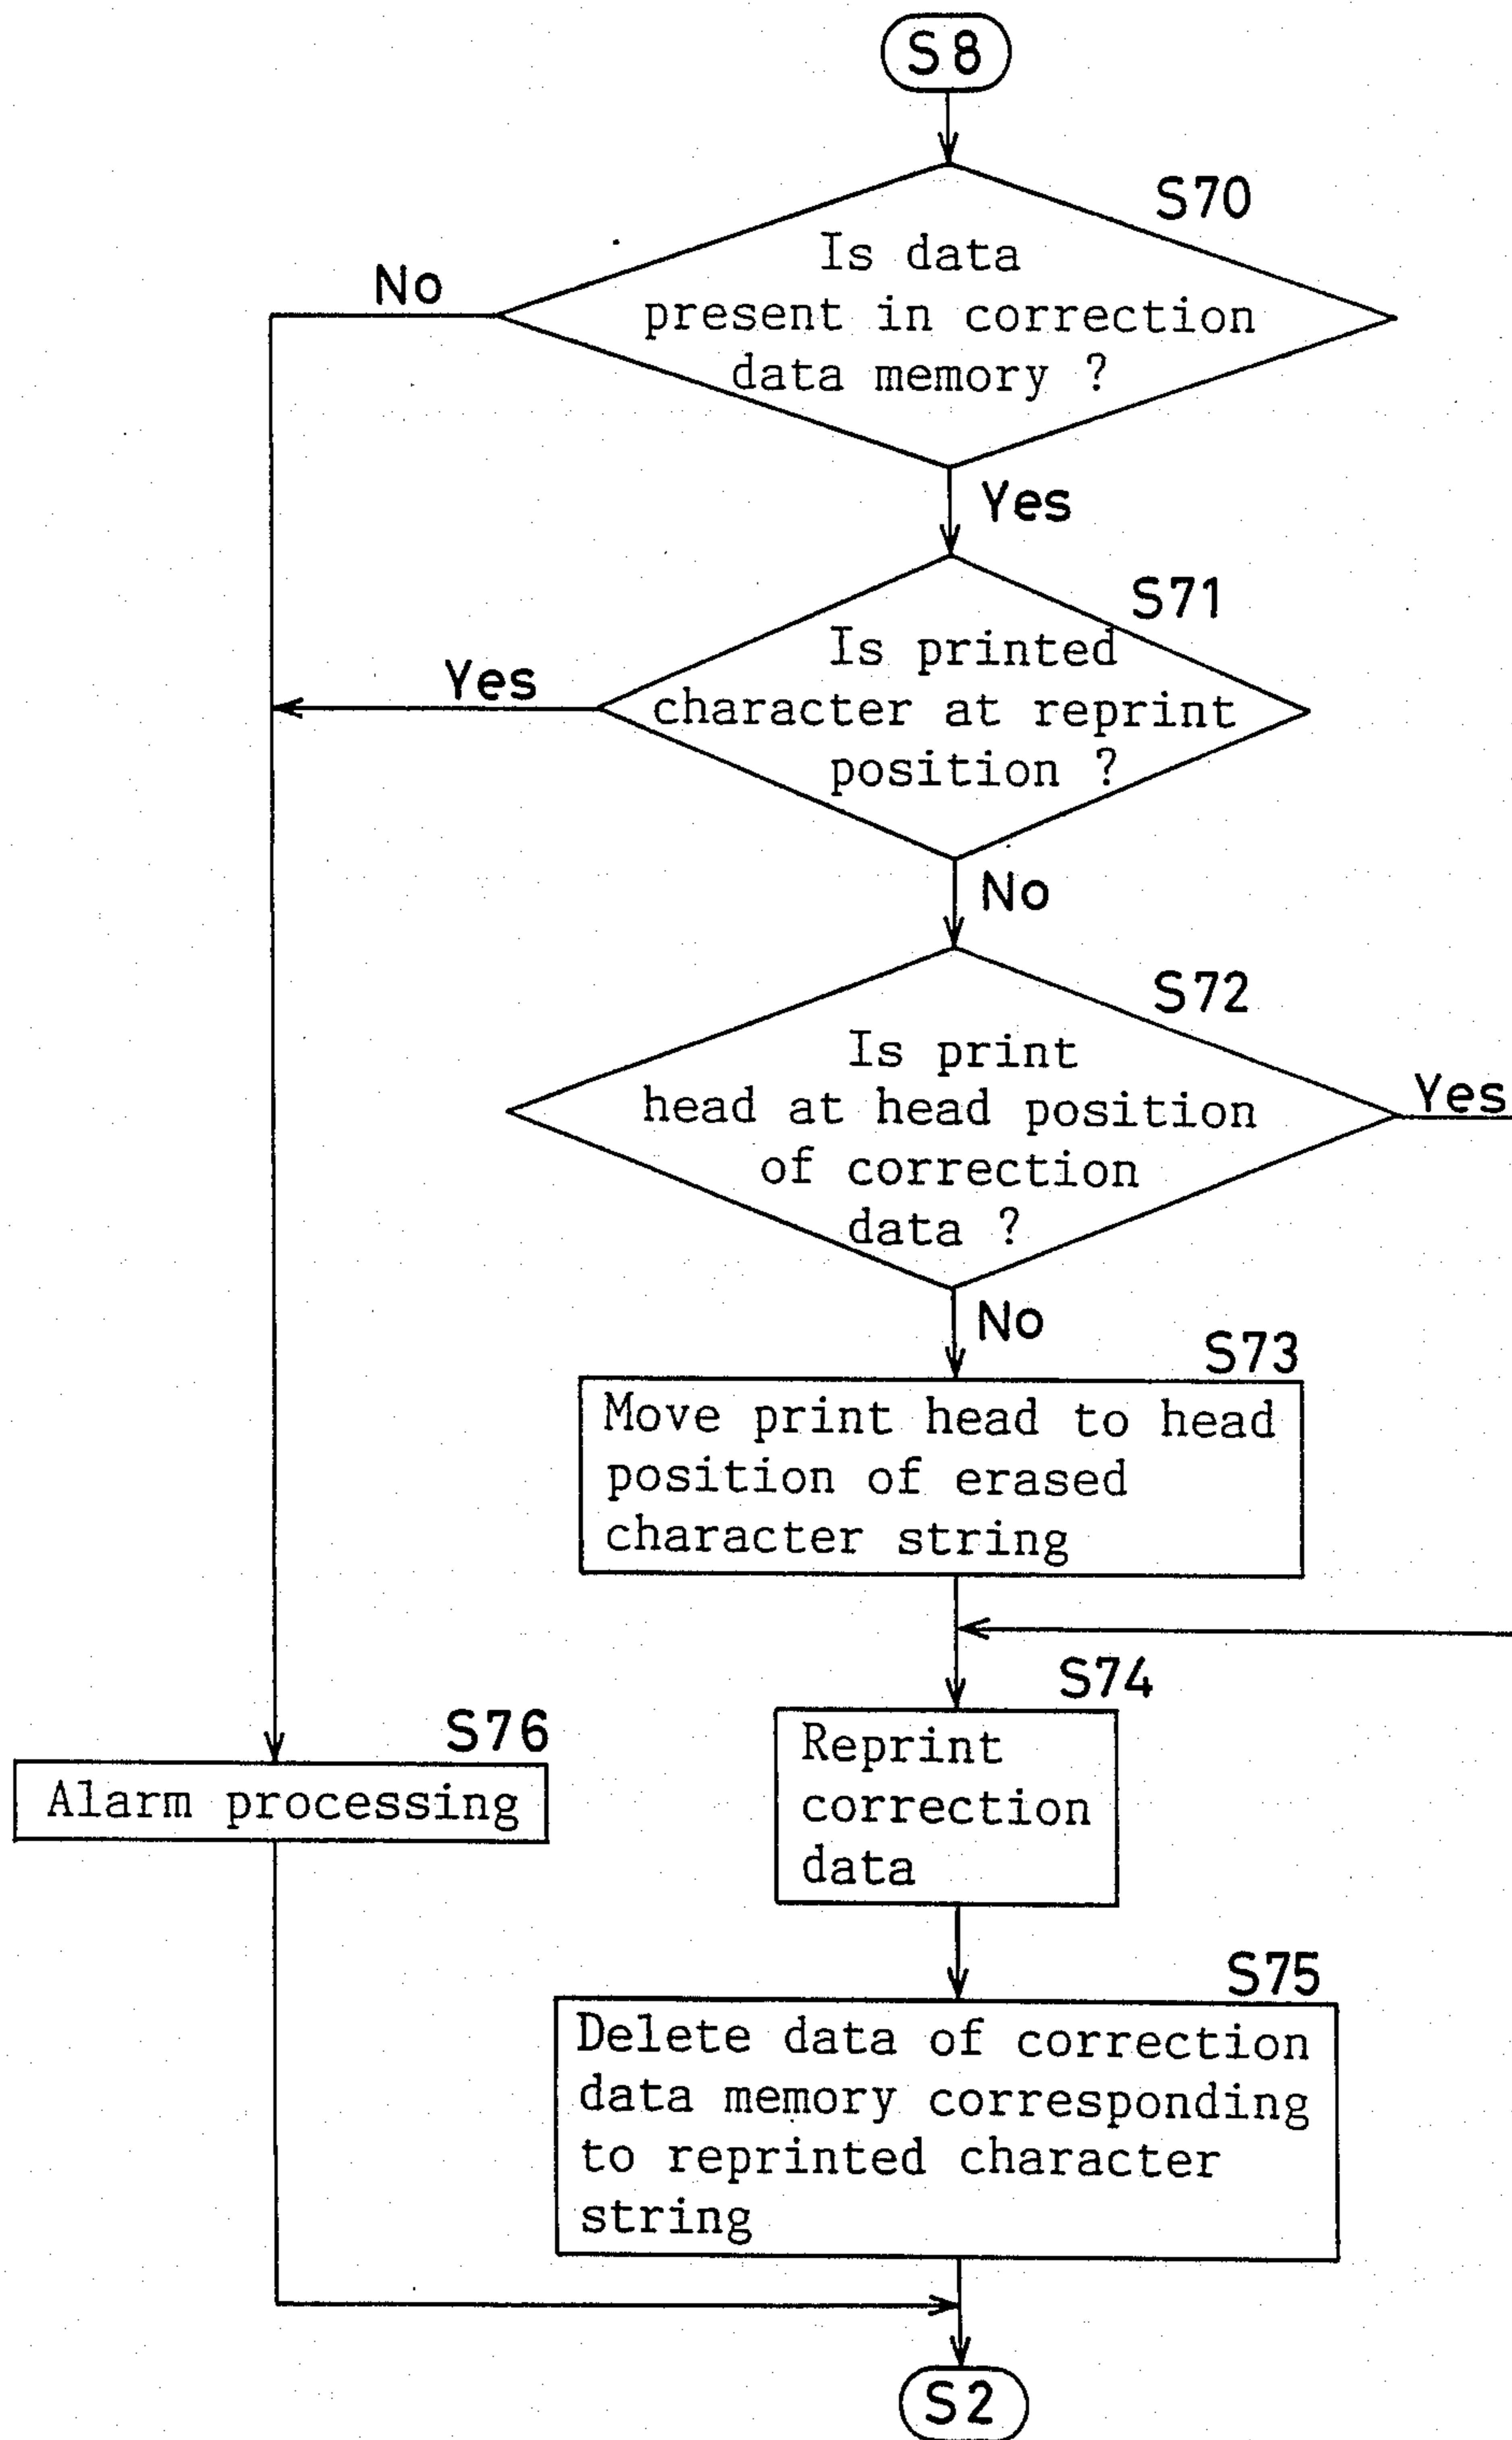 S8
S70
Is data
present in correction
data memory ?
No
Yes
S71
Is printed
character at reprint
position ?
Yes
No
S72
Is print
head at head position
of correction
data ?
Yes
No
S73
Move print head to head
position of erased
character string
S74
Reprint
correction
data
S76
Alarm processing
S75
Delete data of correction
data memory corresponding
to reprinted character
string
S2